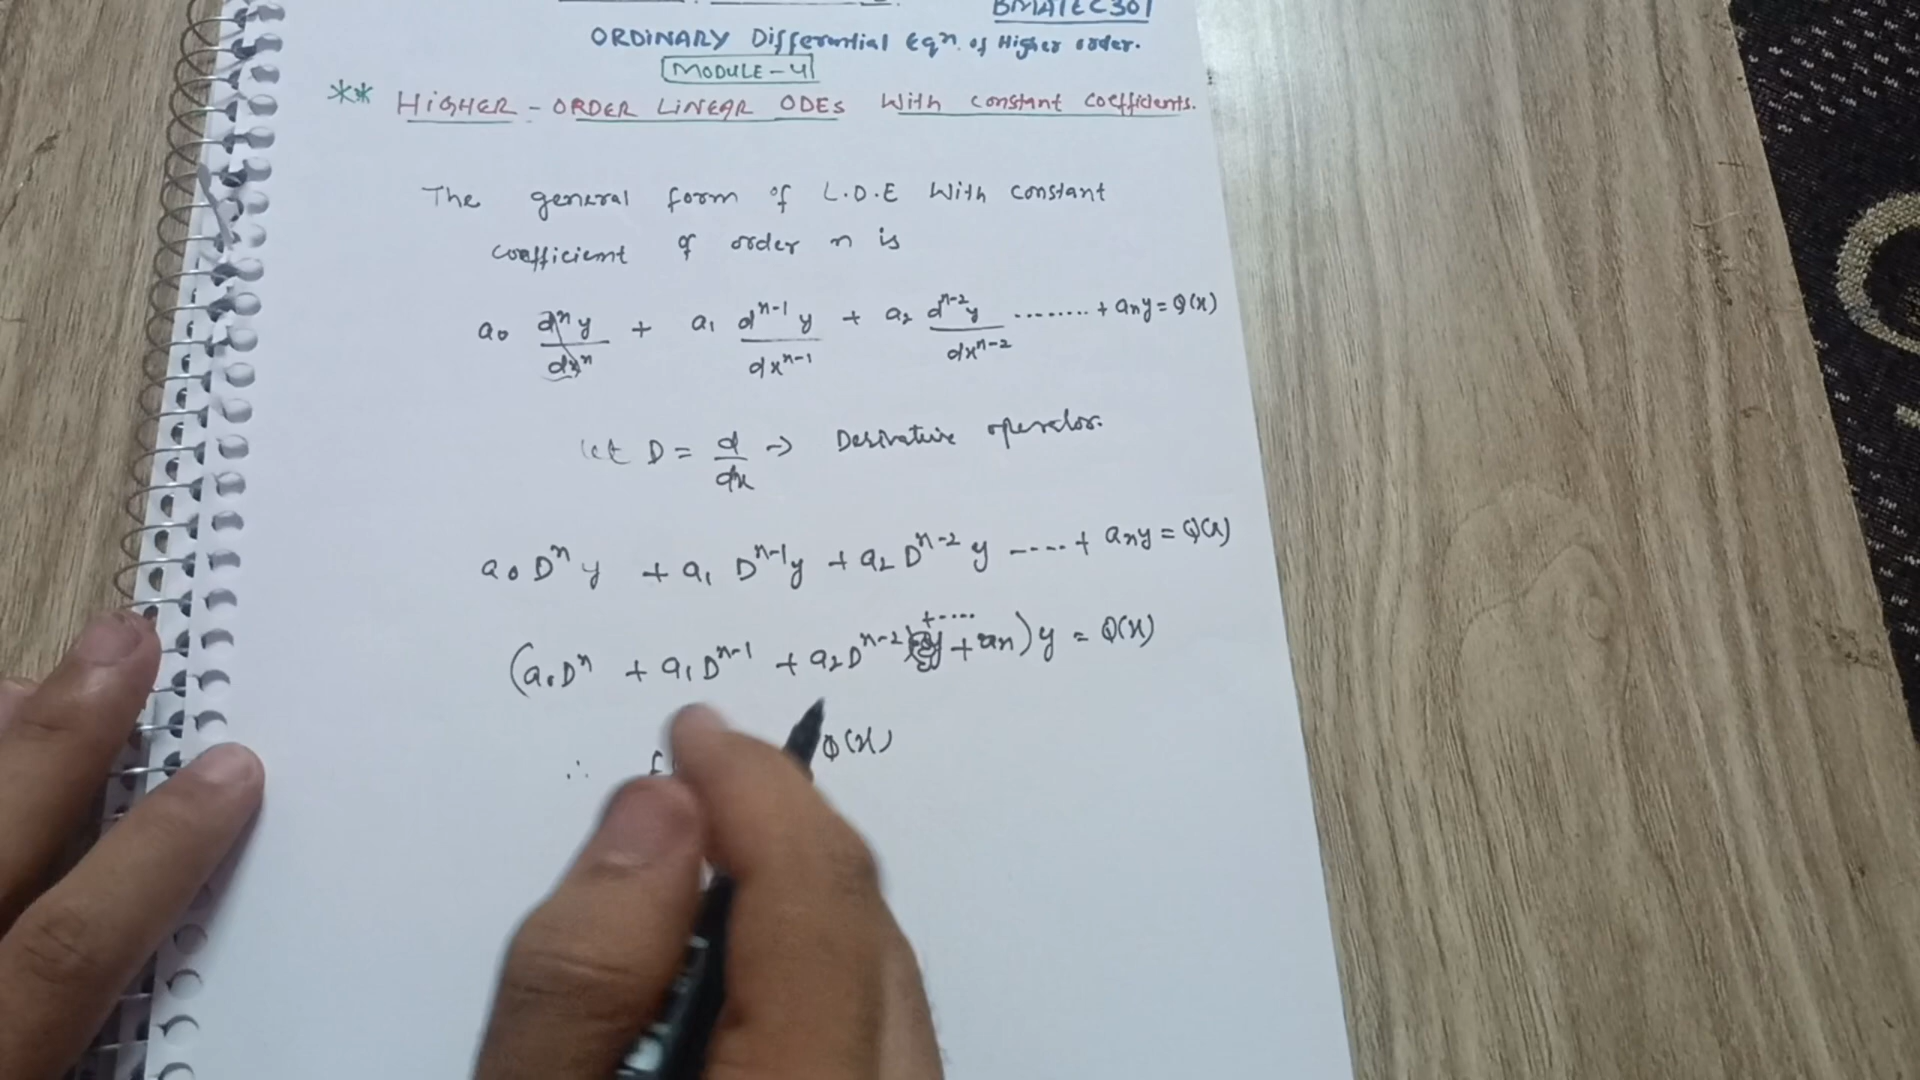 BMATEC301
ORDINARY Differential Eqn. of Higher order.
MODULE-4
** HIGHER-ORDER LINEAR ODEs With constant coefficients.
The general form of L.D.E With constant
coefficient of order n is
a₀ dⁿy/dxⁿ + a₁ dⁿ⁻¹y/dxⁿ⁻¹ + a₂ dⁿ⁻²y/dxⁿ⁻² ........ + aₙy = Q(x)
let D = d/dx → Derivative operator.
a₀Dⁿy + a₁Dⁿ⁻¹y + a₂Dⁿ⁻²y ----- + aₙy = Q(x)
(a₀Dⁿ + a₁Dⁿ⁻¹ + a₂Dⁿ⁻² + .... + aₙ)y = Q(x)
∴ f Q(x)